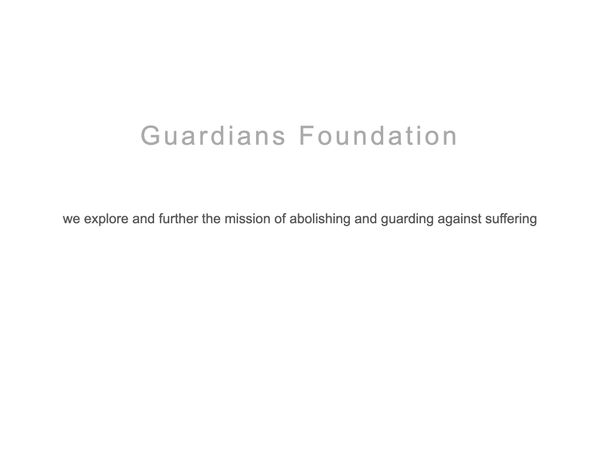 Guardians Foundation
we explore and further the mission of abolishing and guarding against suffering